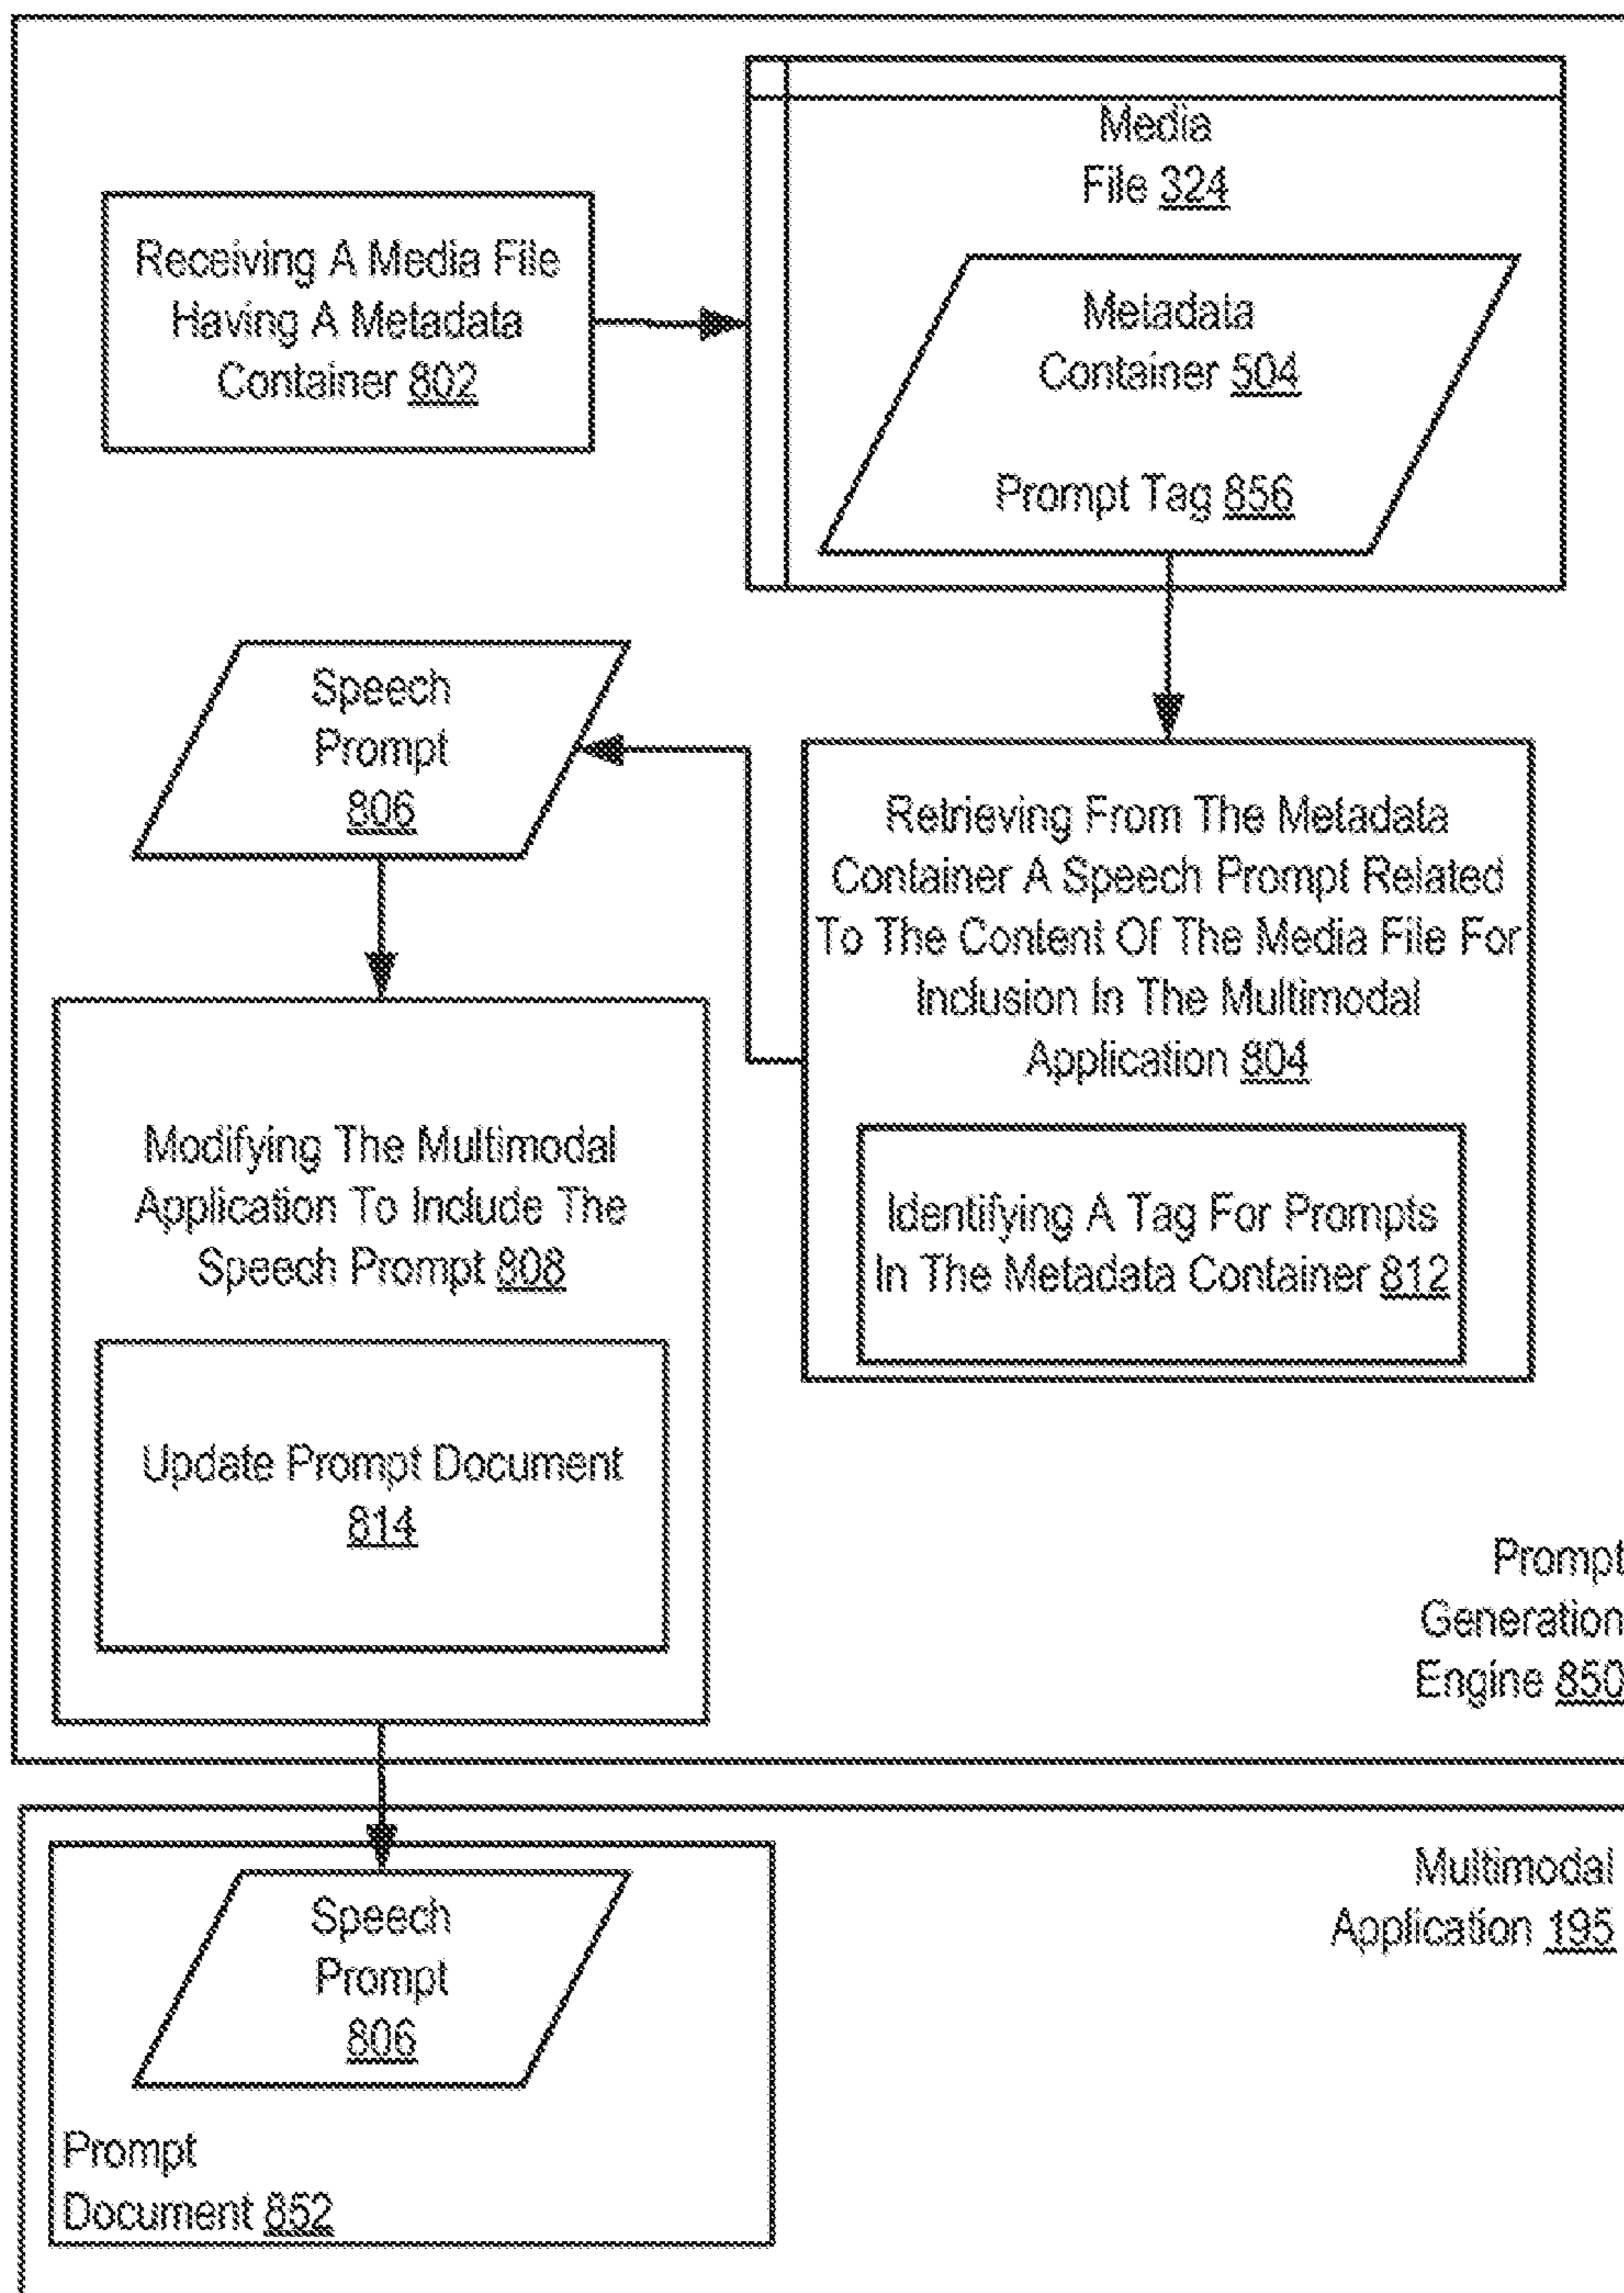 Media
File 324
Receiving A Media File
Having A Metadata
Container 802
Metadata
Container 504
Prompt Tag 856
Speech
Prompt
806
Retrieving From The Metadata
Container A Speech Prompt Related
To The Content Of The Media File For
Inclusion In The Multimodal
Application 804
Identifying A Tag For Prompts
In The Metadata Container 812
Modifying The Multimodal
Application To Include The
Speech Prompt 808
Update Prompt Document
814
Prompt
Generation
Engine 850
Multimodal
Application 195
Speech
Prompt
806
Prompt
Document 852